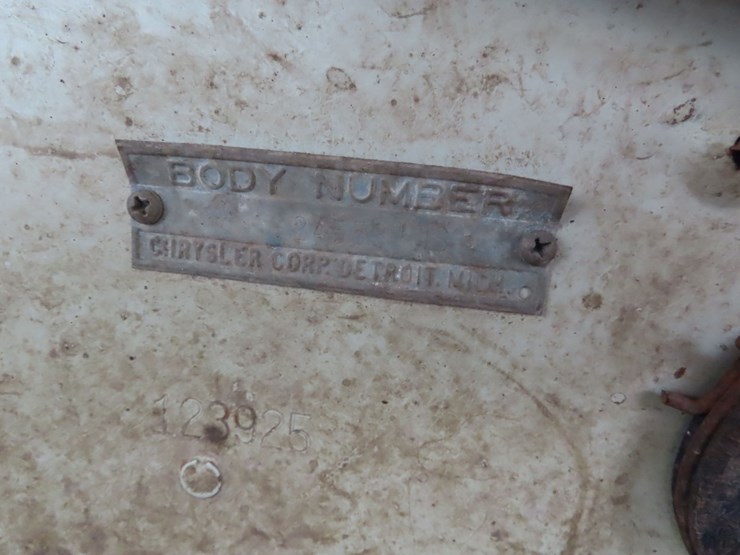 BODY NUMBER
CHRYSLER CORP. DETROIT. MICH.
123925